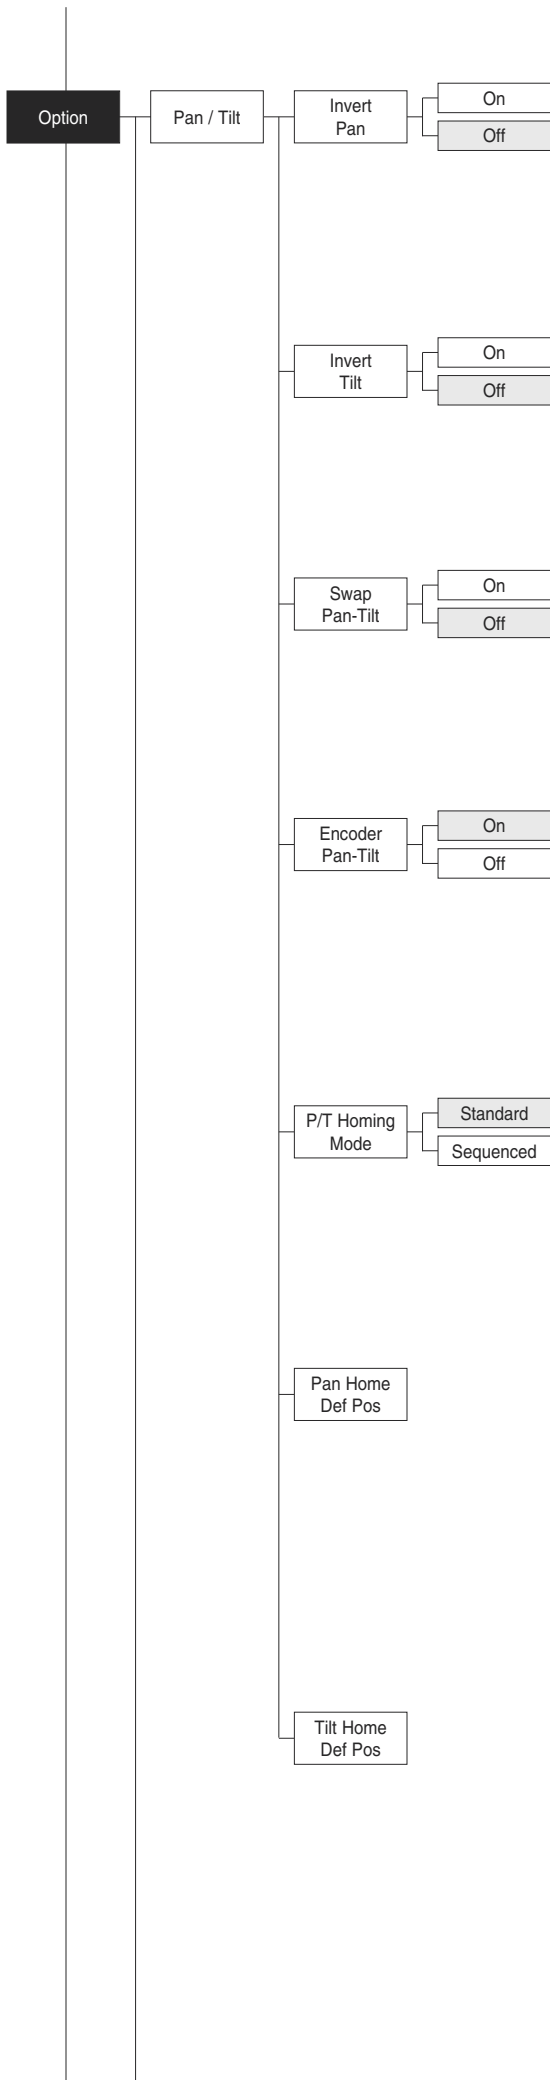 Option
Pan / Tilt
Invert
Pan
On
Off
Invert
Tilt
On
Off
Swap
Pan-Tilt
On
Off
Encoder
Pan-Tilt
On
Off
P/T Homing
Mode
Standard
Sequenced
Pan Home
Def Pos
Tilt Home
Def Pos